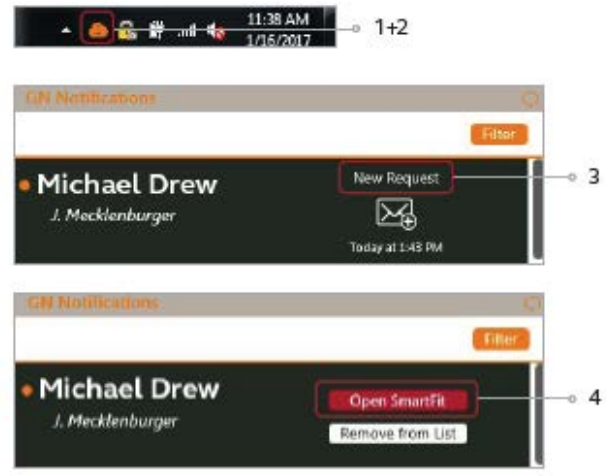 11:38 AM
1/16/2017
1+2
GN Notifications
Filter
Michael Drew
New Request
3
J. Mecklenburger
Today at 1:43 PM
GN Notifications
Filter
Michael Drew
Open SmartFit
4
J. Mecklenburger
Remove from List